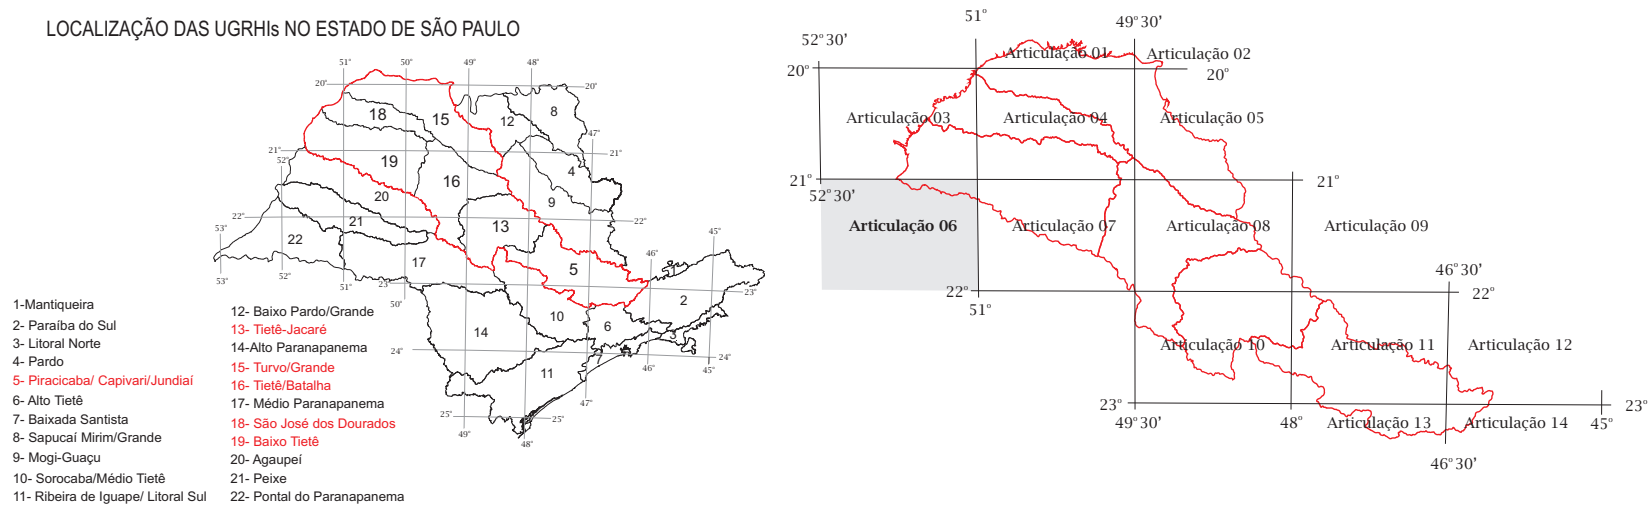 LOCALIZAÇÃO DAS UGRHIs NO ESTADO DE SÃO PAULO
51° 50° 49° 48°
20° 20°
18 15 12 8
47°
21° 21°
52° 19 4
16
20 9
22° 21 22°
53° 22 13 45°
17 5 46° 1
53° 52° 51° 23° 23°
50° 2
10 6 3
14
24° 24°
11 46° 45°
47°
25° 25°
49° 48°
1-Mantiqueira
2- Paraíba do Sul
3- Litoral Norte
4- Pardo
5- Piracicaba/ Capivari/Jundiaí
6- Alto Tietê
7- Baixada Santista
8- Sapucaí Mirim/Grande
9- Mogi-Guaçu
10- Sorocaba/Médio Tietê
11- Ribeira de Iguape/ Litoral Sul
12- Baixo Pardo/Grande
13- Tietê-Jacaré
14-Alto Paranapanema
15- Turvo/Grande
16- Tietê/Batalha
17- Médio Paranapanema
18- São José dos Dourados
19- Baixo Tietê
20- Agaupeí
21- Peixe
22- Pontal do Paranapanema
51° 49°30'
52°30'
Articulação 01 Articulação 02
20° 20°
Articulação 03 Articulação 04 Articulação 05
21° 21°
52°30'
Articulação 06 Articulação 07 Articulação 08 Articulação 09
46°30'
22° 22°
51°
Articulação 10 Articulação 11 Articulação 12
23° 23°
49°30' 48° Articulação 13 Articulação 14 45°
46°30'